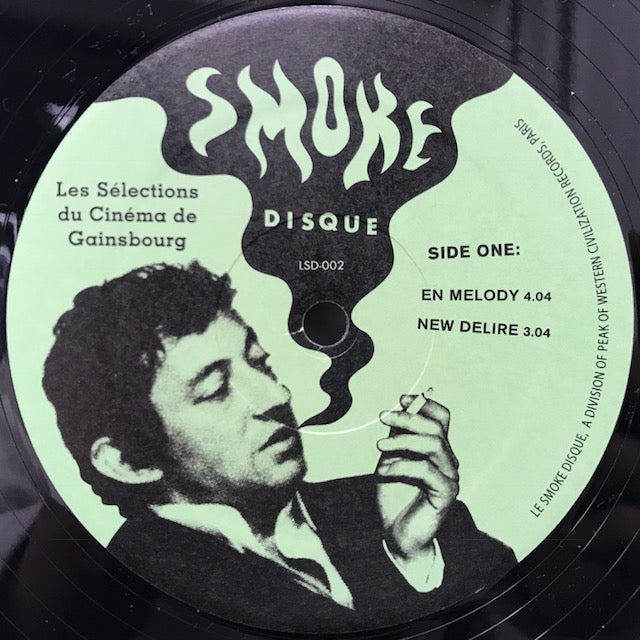 SMOKE
DISQUE
LSD-002
Les Sélections
du Cinéma de
Gainsbourg
SIDE ONE:
EN MELODY 4.04
NEW DELIRE 3.04
LE SMOKE DISQUE, A DIVISION OF PEAK OF WESTERN CIVILIZATION RECORDS, PARIS